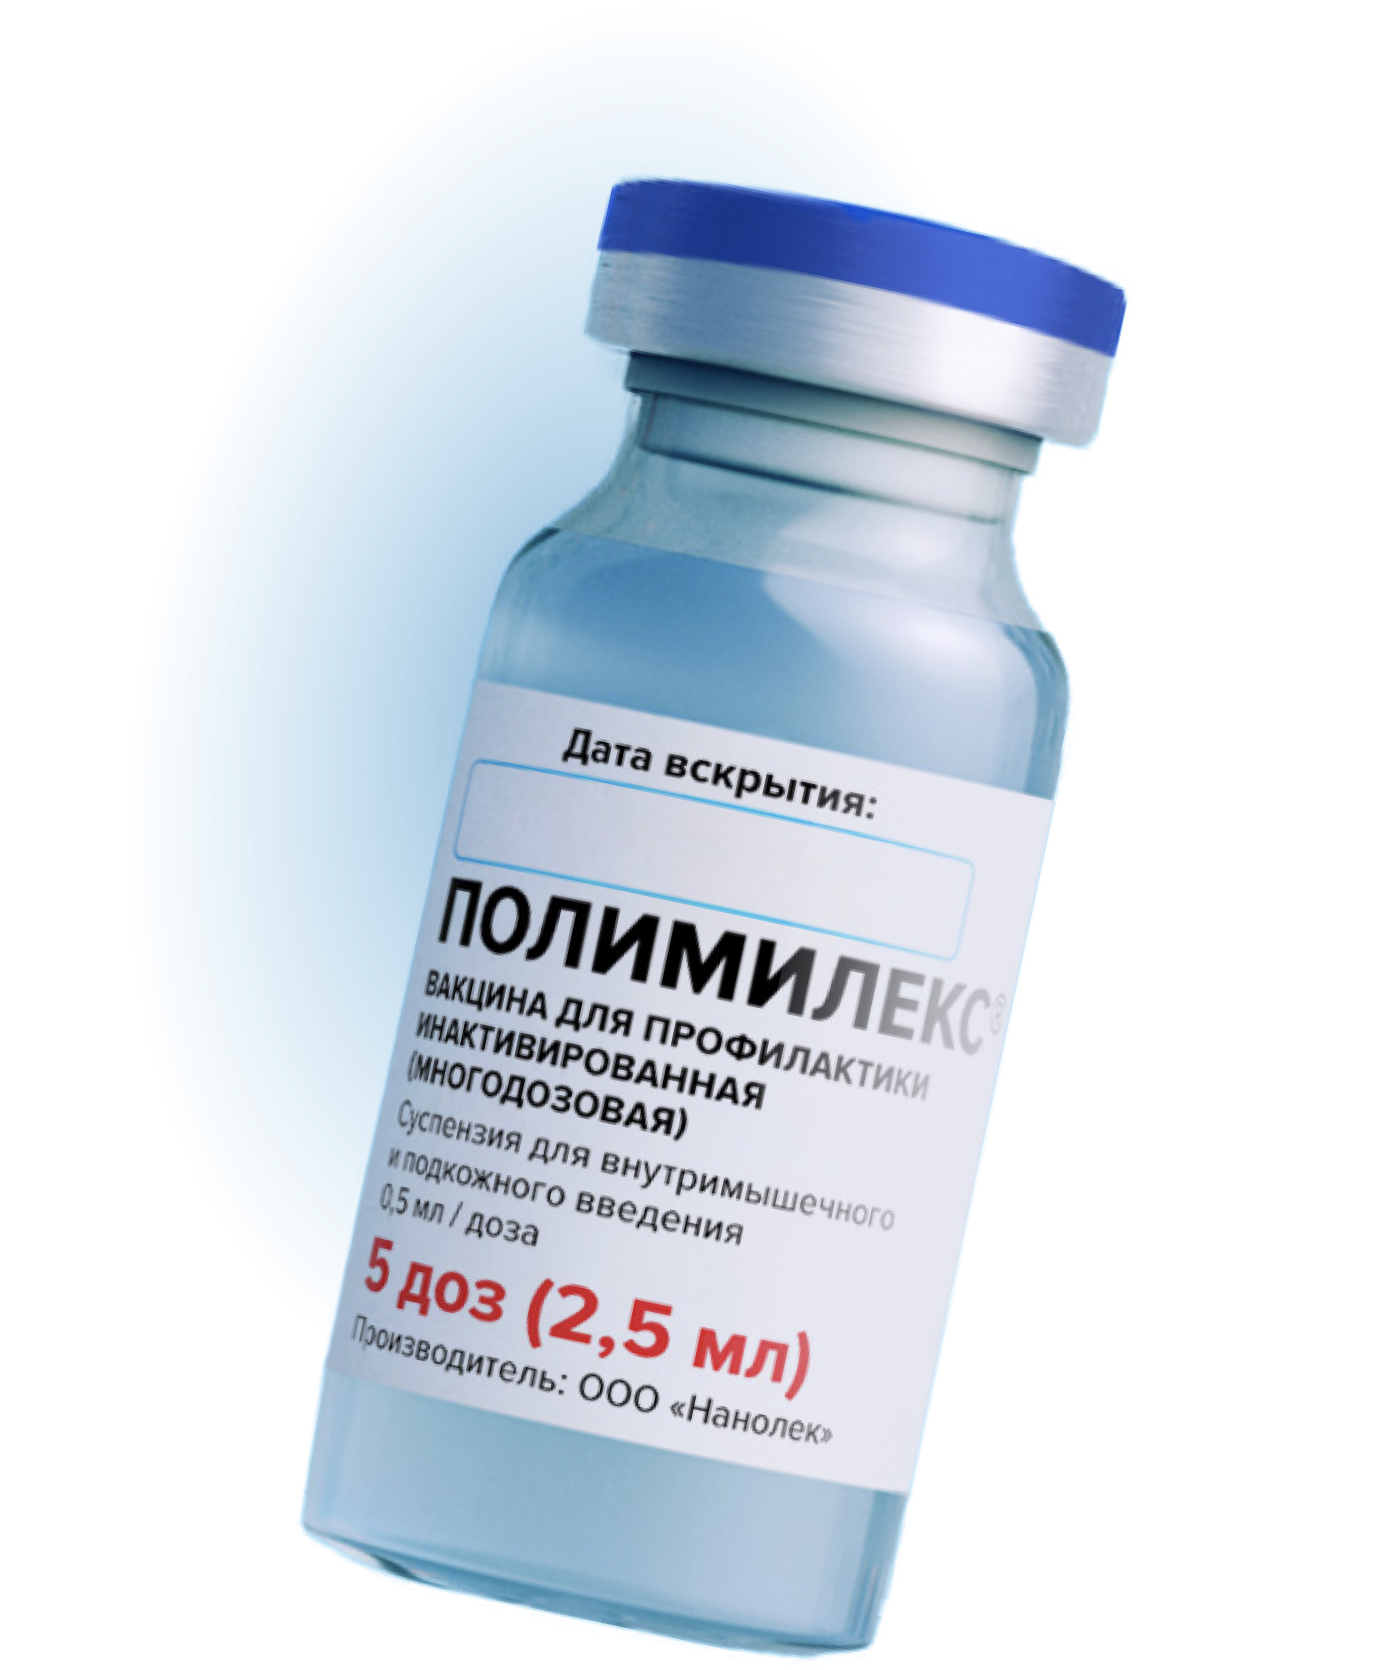 Дата вскрытия:
ПОЛИМИЛЕКС®
ВАКЦИНА ДЛЯ ПРОФИЛАКТИКИ
ИНАКТИВИРОВАННАЯ
(МНОГОДОЗОВАЯ)
Суспензия для внутримышечного
и подкожного введения
0,5 мл / доза
5 доз (2,5 мл)
Производитель: ООО «Нанолек»